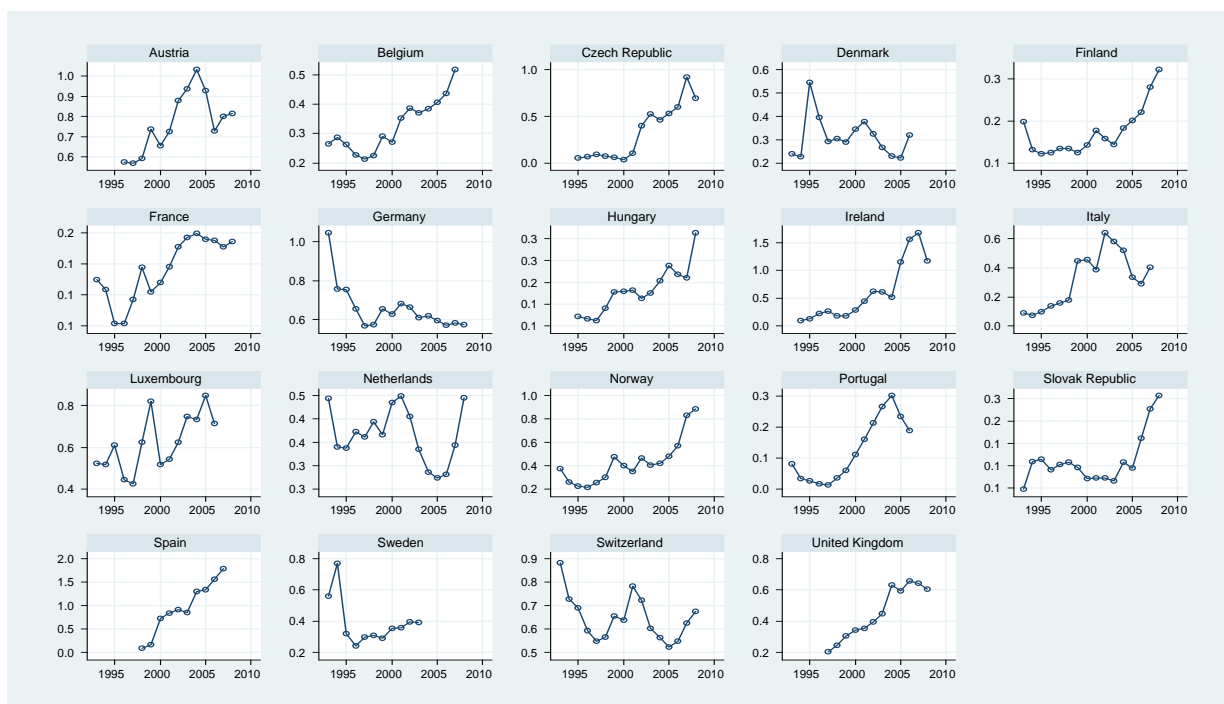 Austria Belgium Czech Republic Denmark Finland
1.0 0.5 1.0 0.6 0.3
0.9 0.5
0.8 0.4 0.5 0.4 0.2
0.7 0.3 0.3
0.6 0.2 0.0 0.2 0.1
1995 2000 2005 2010 1995 2000 2005 2010 1995 2000 2005 2010 1995 2000 2005 2010 1995 2000 2005 2010
France Germany Hungary Ireland Italy
0.2 1.0 0.3 1.5 0.6
0.1 0.8 0.2 1.0 0.4
0.1 0.1 0.5 0.2
0.1 0.6 0.1 0.0 0.0
1995 2000 2005 2010 1995 2000 2005 2010 1995 2000 2005 2010 1995 2000 2005 2010 1995 2000 2005 2010
Luxembourg Netherlands Norway Portugal Slovak Republic
0.8 0.5 1.0 0.3 0.3
0.4 0.8 0.2 0.1
0.6 0.4 0.6 0.1
0.3 0.4 0.1 0.1
0.4 0.3 0.2 0.0 0.1
1995 2000 2005 2010 1995 2000 2005 2010 1995 2000 2005 2010 1995 2000 2005 2010 1995 2000 2005 2010
Spain Sweden Switzerland United Kingdom
2.0 0.8 0.9 0.8
1.5 0.8
1.0 0.6 0.7 0.6
0.5 0.4 0.6 0.4
0.0 0.2 0.5 0.2
1995 2000 2005 2010 1995 2000 2005 2010 1995 2000 2005 2010 1995 2000 2005 2010